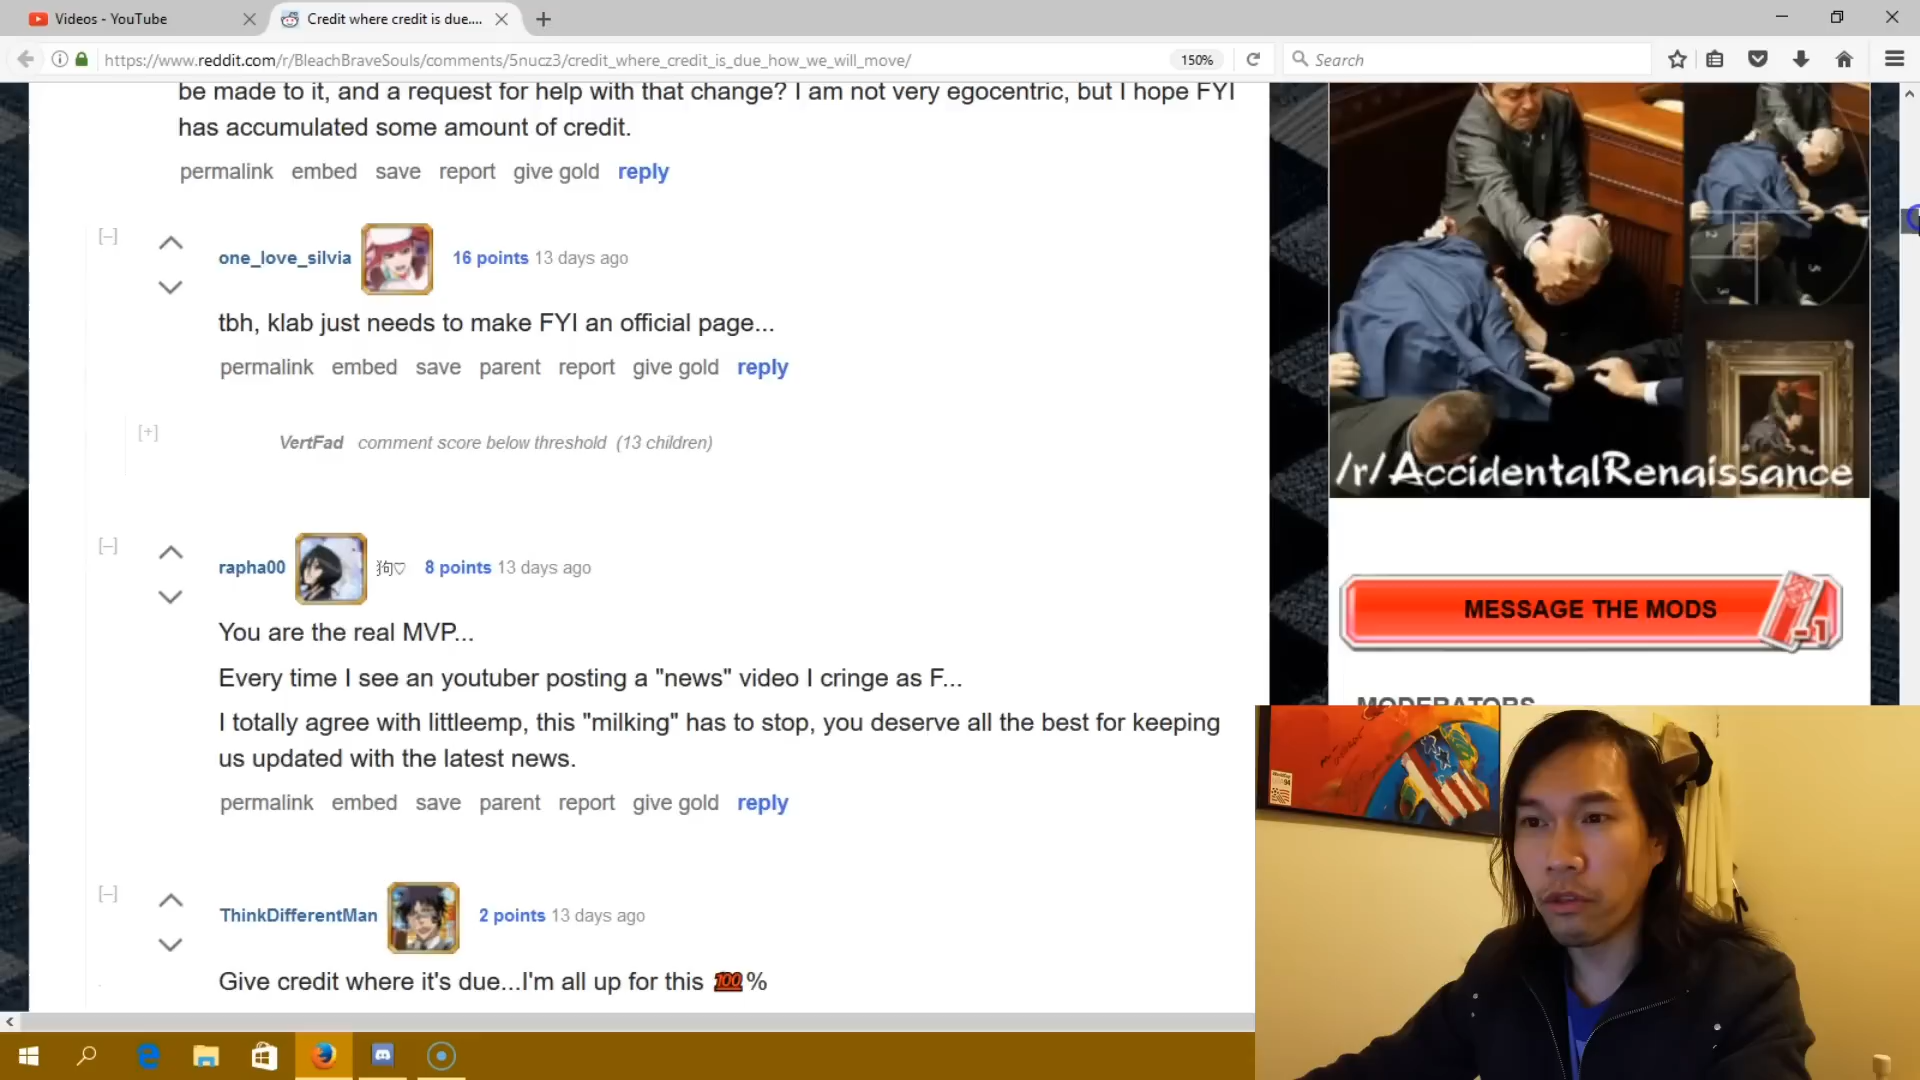 Videos - YouTube
Credit where credit is due....
https://www.reddit.com/r/BleachBraveSouls/comments/5nucz3/credit_where_credit_is_due_how_we_will_move/
150%
Search
be made to it, and a request for help with that change? I am not very egocentric, but I hope FYI
has accumulated some amount of credit.
permalink embed save report give gold reply
[–]
one_love_silvia 16 points 13 days ago
tbh, klab just needs to make FYI an official page...
permalink embed save parent report give gold reply
[+] VertFad comment score below threshold (13 children)
[–]
rapha00 狗♡ 8 points 13 days ago
You are the real MVP...
Every time I see an youtuber posting a "news" video I cringe as F...
I totally agree with littleemp, this "milking" has to stop, you deserve all the best for keeping
us updated with the latest news.
permalink embed save parent report give gold reply
[–]
ThinkDifferentMan 2 points 13 days ago
Give credit where it's due...I'm all up for this 💯%
/r/AccidentalRenaissance
MESSAGE THE MODS
-1
MODERATORS